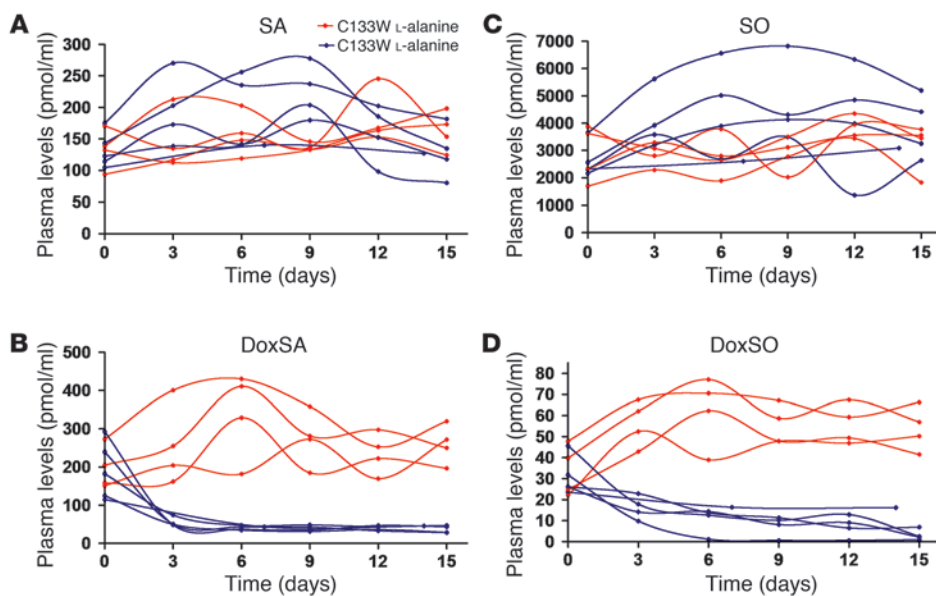 A
SA
C133W L-alanine
C133W L-alanine
Plasma levels (pmol/ml)
300
250
200
150
100
50
0
0 3 6 9 12 15
Time (days)
C
SO
Plasma levels (pmol/ml)
7000
6000
5000
4000
3000
2000
1000
0
0 3 6 9 12 15
Time (days)
B
DoxSA
Plasma levels (pmol/ml)
500
400
300
200
100
0
0 3 6 9 12 15
Time (days)
D
DoxSO
Plasma levels (pmol/ml)
80
70
60
50
40
30
20
10
0
0 3 6 9 12 15
Time (days)